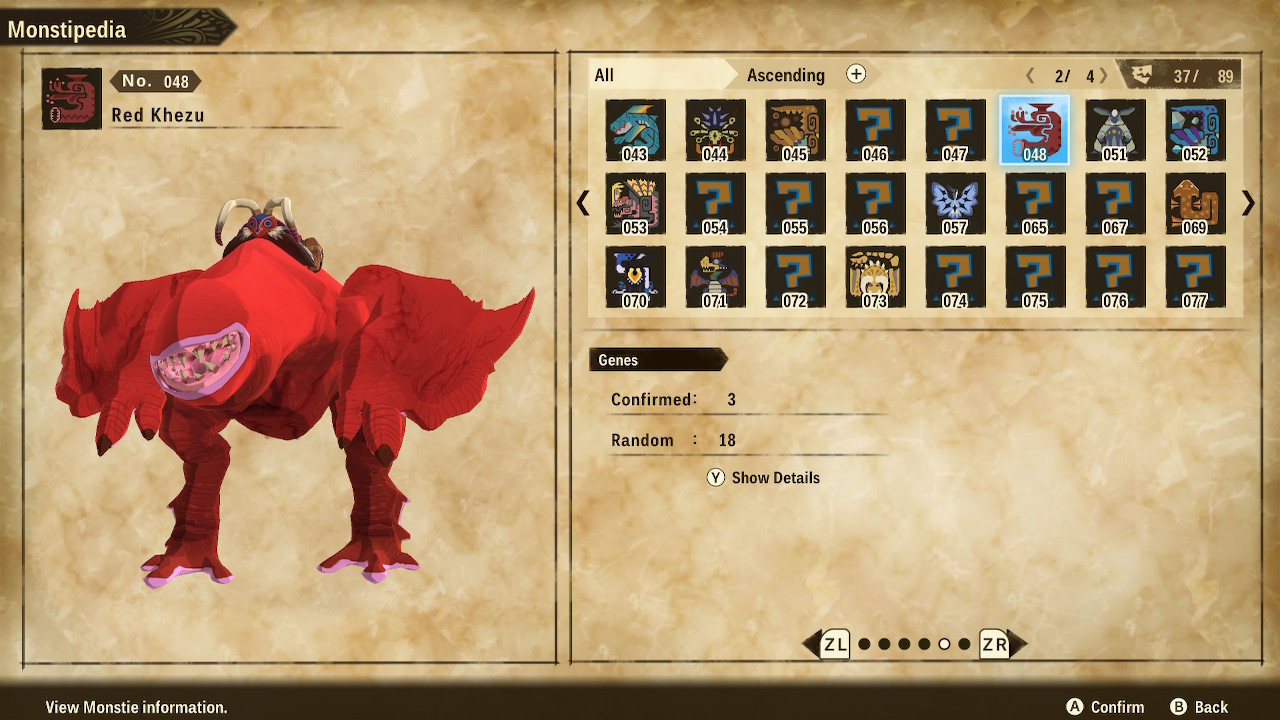 Monstipedia
No. 048
Red Khezu
All
Ascending
2/ 4
37/ 89
043 044 045 046 047 048 051 052
053 054 055 056 057 065 067 069
070 071 072 073 074 075 076 077
Genes
Confirmed: 3
Random : 18
Y Show Details
ZL ZR
View Monstie information.
A Confirm B Back